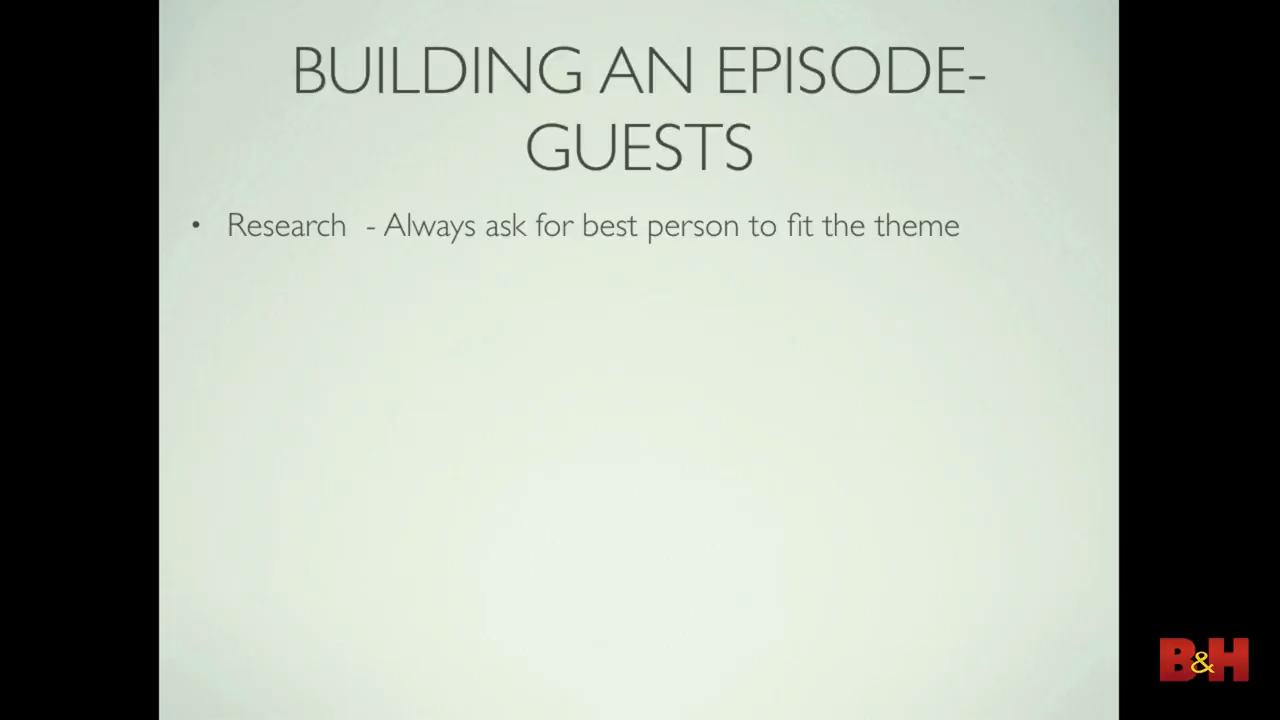 BUILDING AN EPISODE-
GUESTS
• Research - Always ask for best person to fit the theme
B&H